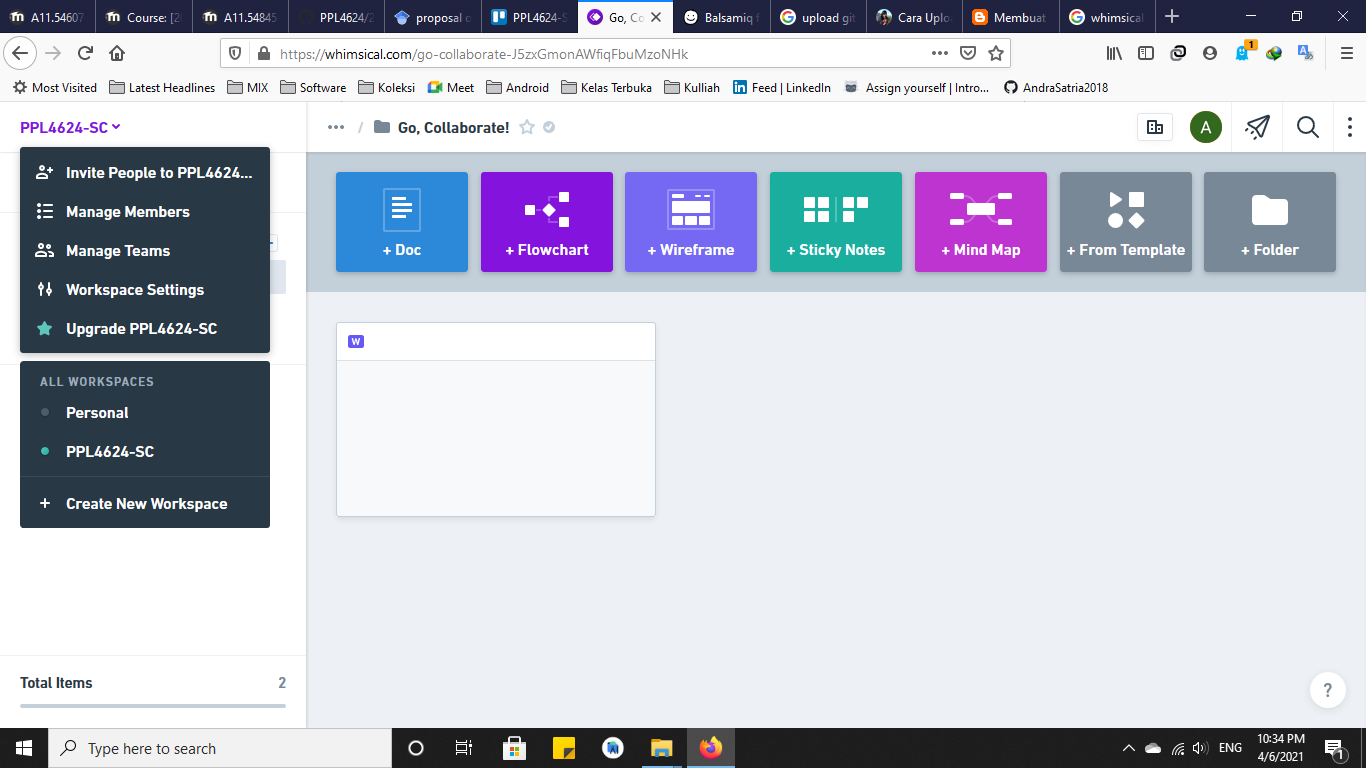 A11.54607
Course: [2
A11.54845
PPL4624/2
proposal o
PPL4624-S
Go, Co
Balsamiq f
upload git
Cara Uplo
Membuat
whimsical
https://whimsical.com/go-collaborate-J5zxGmonAWfiqFbuMzoNHk
1
Most Visited
Latest Headlines
MIX
Software
Koleksi
Meet
Android
Kelas Terbuka
Kulliah
Feed | LinkedIn
Assign yourself | Intro...
AndraSatria2018
PPL4624-SC
... / Go, Collaborate!
A
Invite People to PPL4624...
Manage Members
Manage Teams
Workspace Settings
Upgrade PPL4624-SC
ALL WORKSPACES
Personal
PPL4624-SC
+ Create New Workspace
+ Doc
+ Flowchart
+ Wireframe
+ Sticky Notes
+ Mind Map
+ From Template
+ Folder
W
Total Items 2
?
Type here to search
ENG
10:34 PM
4/6/2021
1